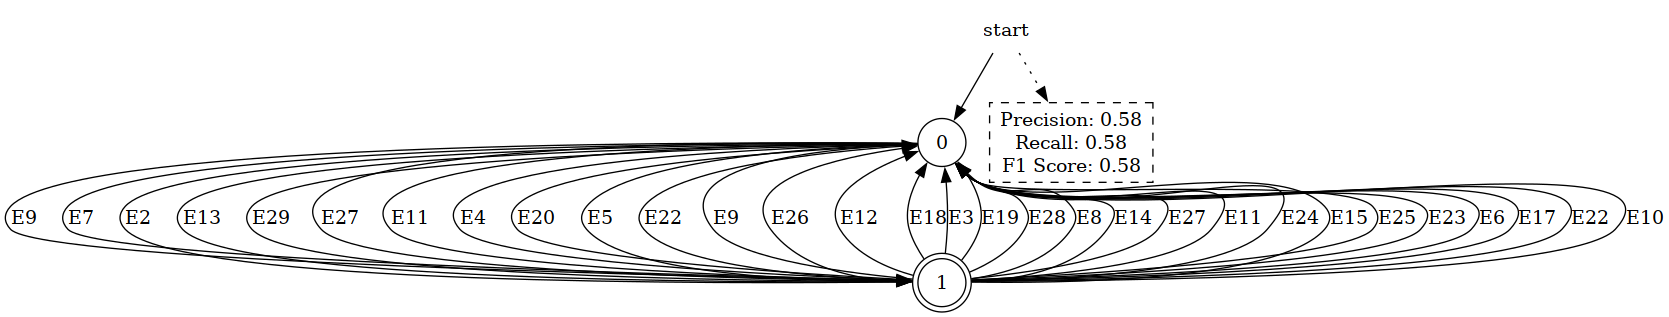 start
0
Precision: 0.58
Recall: 0.58
F1 Score: 0.58
E9 E7 E2 E13 E29 E27 E11 E4 E20 E5 E22 E9 E26 E12 E18 E3 E19 E28 E8 E14 E27 E11 E24 E15 E25 E23 E6 E17 E22 E10
1